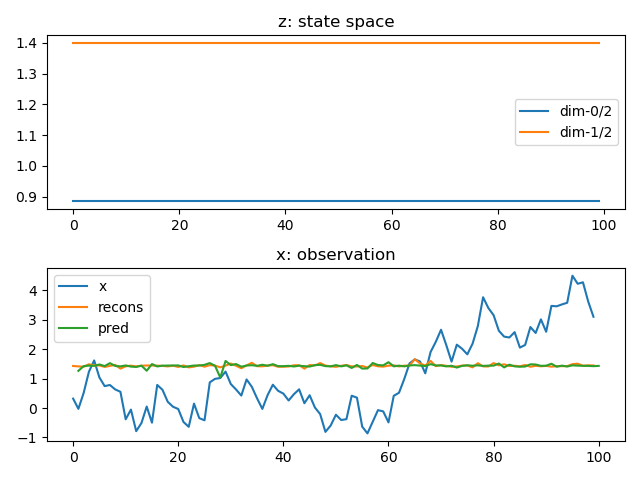 z: state space
1.4
1.3
1.2
1.1
1.0
0.9
dim-0/2
dim-1/2
0 20 40 60 80 100
x: observation
4
3
2
1
0
−1
x
recons
pred
0 20 40 60 80 100